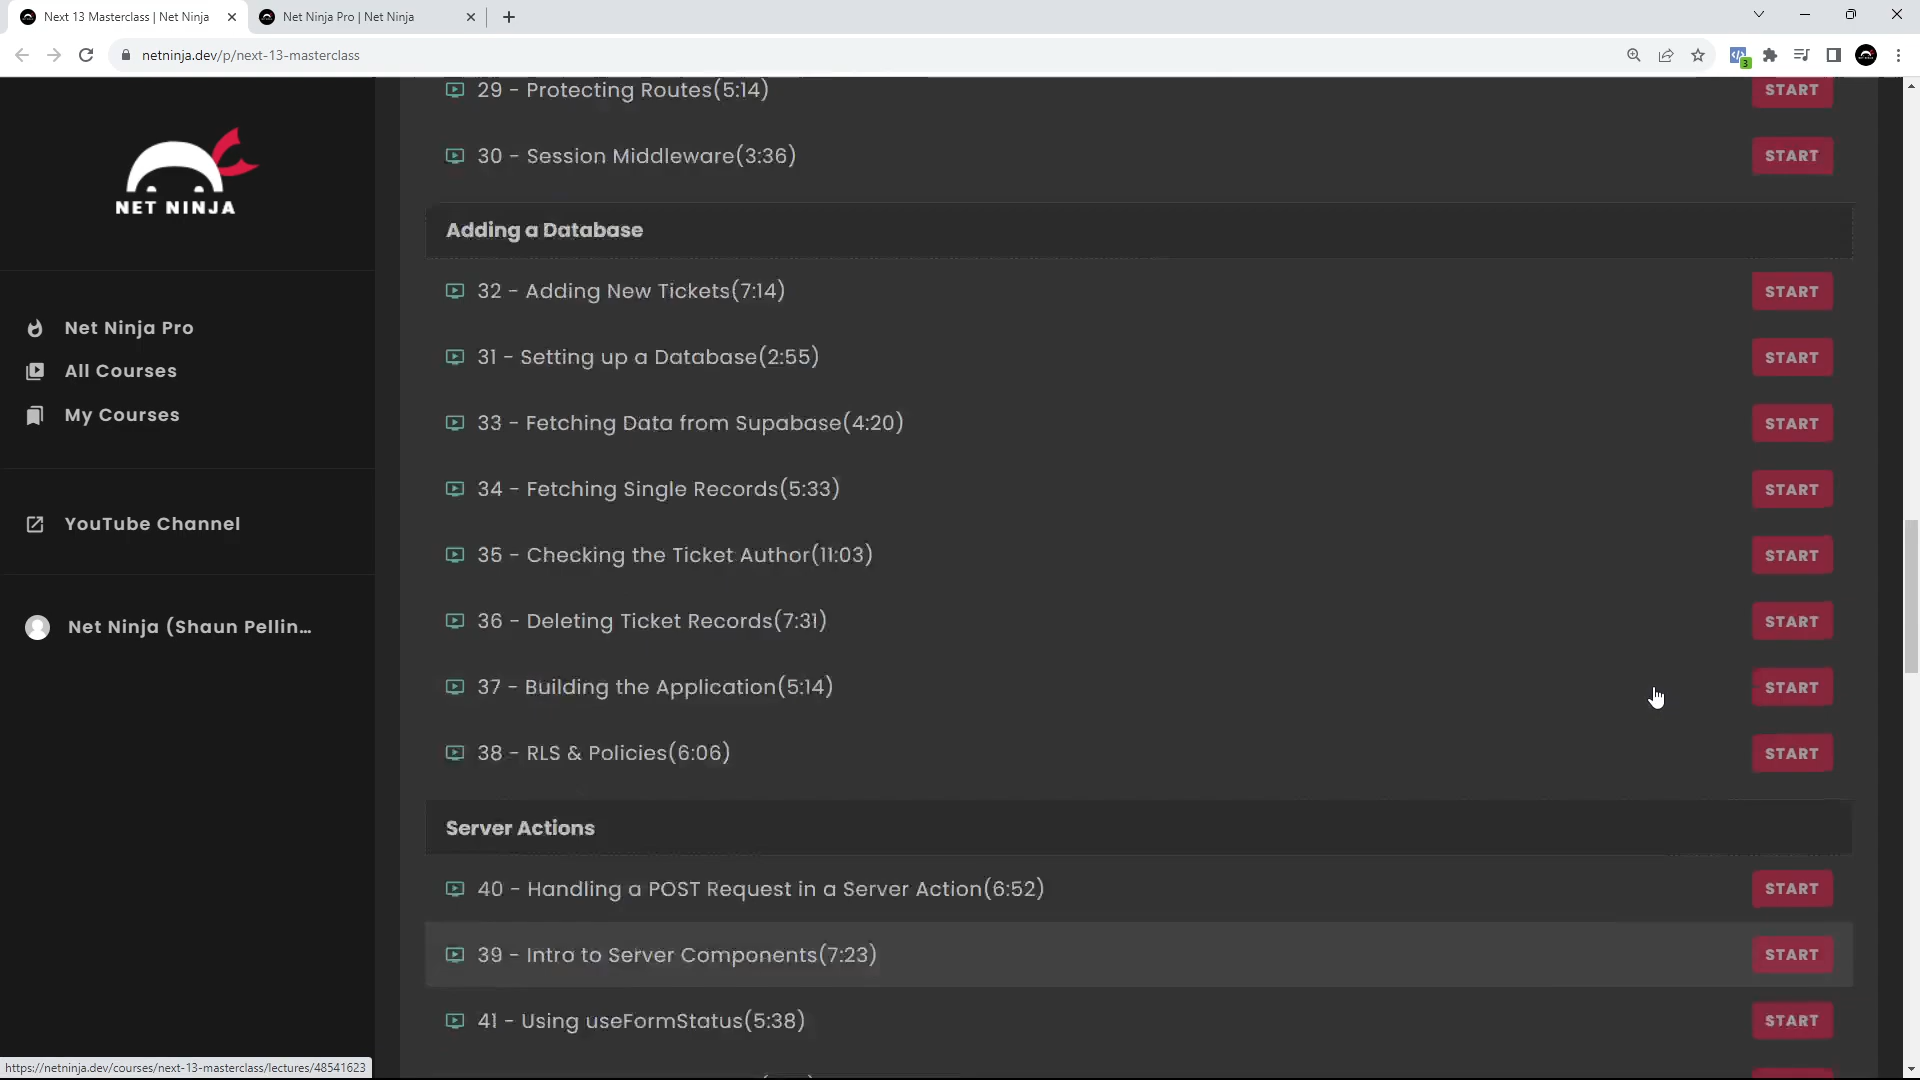 Next 13 Masterclass | Net Ninja
Net Ninja Pro | Net Ninja
netninja.dev/p/next-13-masterclass
3
NET NINJA
Net Ninja Pro
All Courses
My Courses
YouTube Channel
Net Ninja (Shaun Pellin...
29 - Protecting Routes(5:14)
START
30 - Session Middleware(3:36)
START
Adding a Database
32 - Adding New Tickets(7:14)
START
31 - Setting up a Database(2:55)
START
33 - Fetching Data from Supabase(4:20)
START
34 - Fetching Single Records(5:33)
START
35 - Checking the Ticket Author(11:03)
START
36 - Deleting Ticket Records(7:31)
START
37 - Building the Application(5:14)
START
38 - RLS & Policies(6:06)
START
Server Actions
40 - Handling a POST Request in a Server Action(6:52)
START
39 - Intro to Server Components(7:23)
START
41 - Using useFormStatus(5:38)
START
https://netninja.dev/courses/next-13-masterclass/lectures/48541623